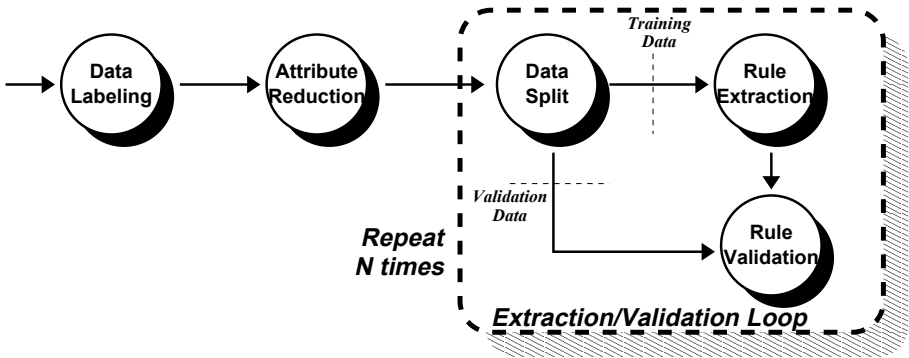 Data
Labeling
Attribute
Reduction
Data
Split
Training
Data
Rule
Extraction
Validation
Data
Rule
Validation
Repeat
N times
Extraction/Validation Loop